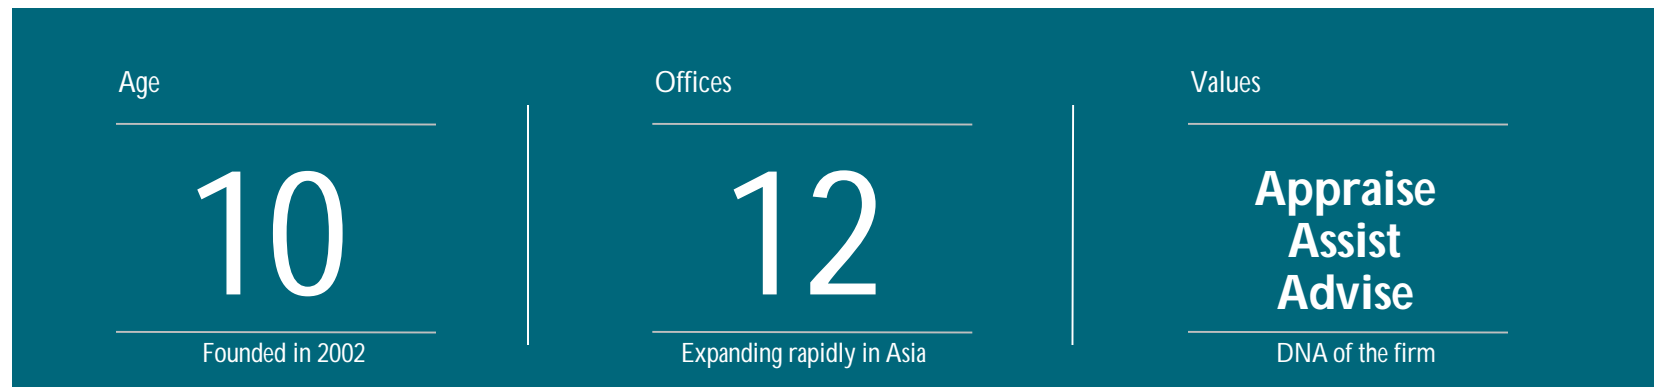 Age
10
Founded in 2002
Offices
12
Expanding rapidly in Asia
Values
Appraise
Assist
Advise
DNA of the firm